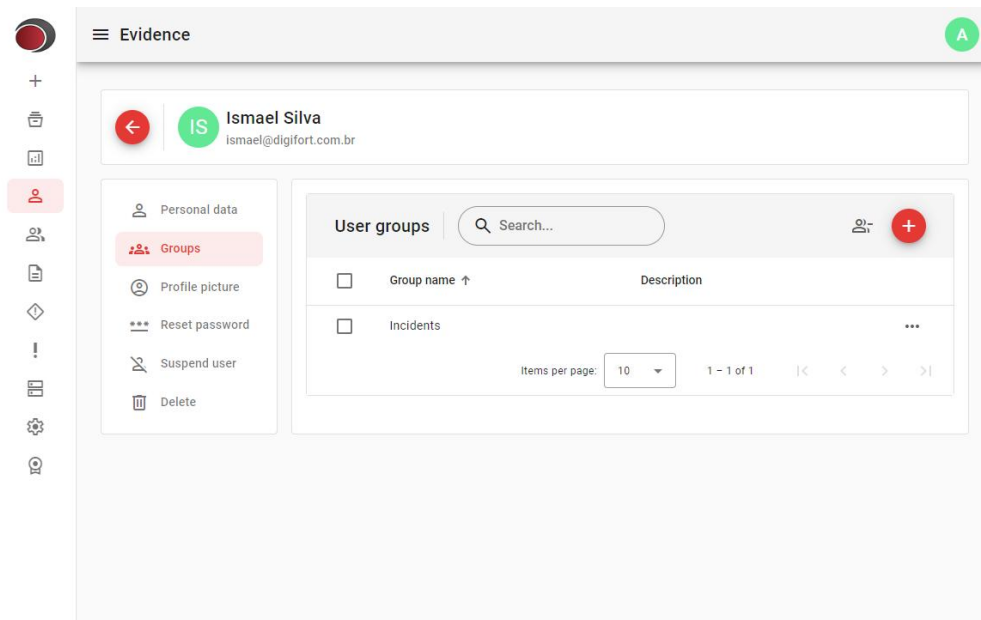 Evidence
A
IS
Ismael Silva
ismael@digifort.com.br
Personal data
Groups
Profile picture
Reset password
Suspend user
Delete
User groups
Search...
Group name
Description
Incidents
Items per page:
10
1 – 1 of 1